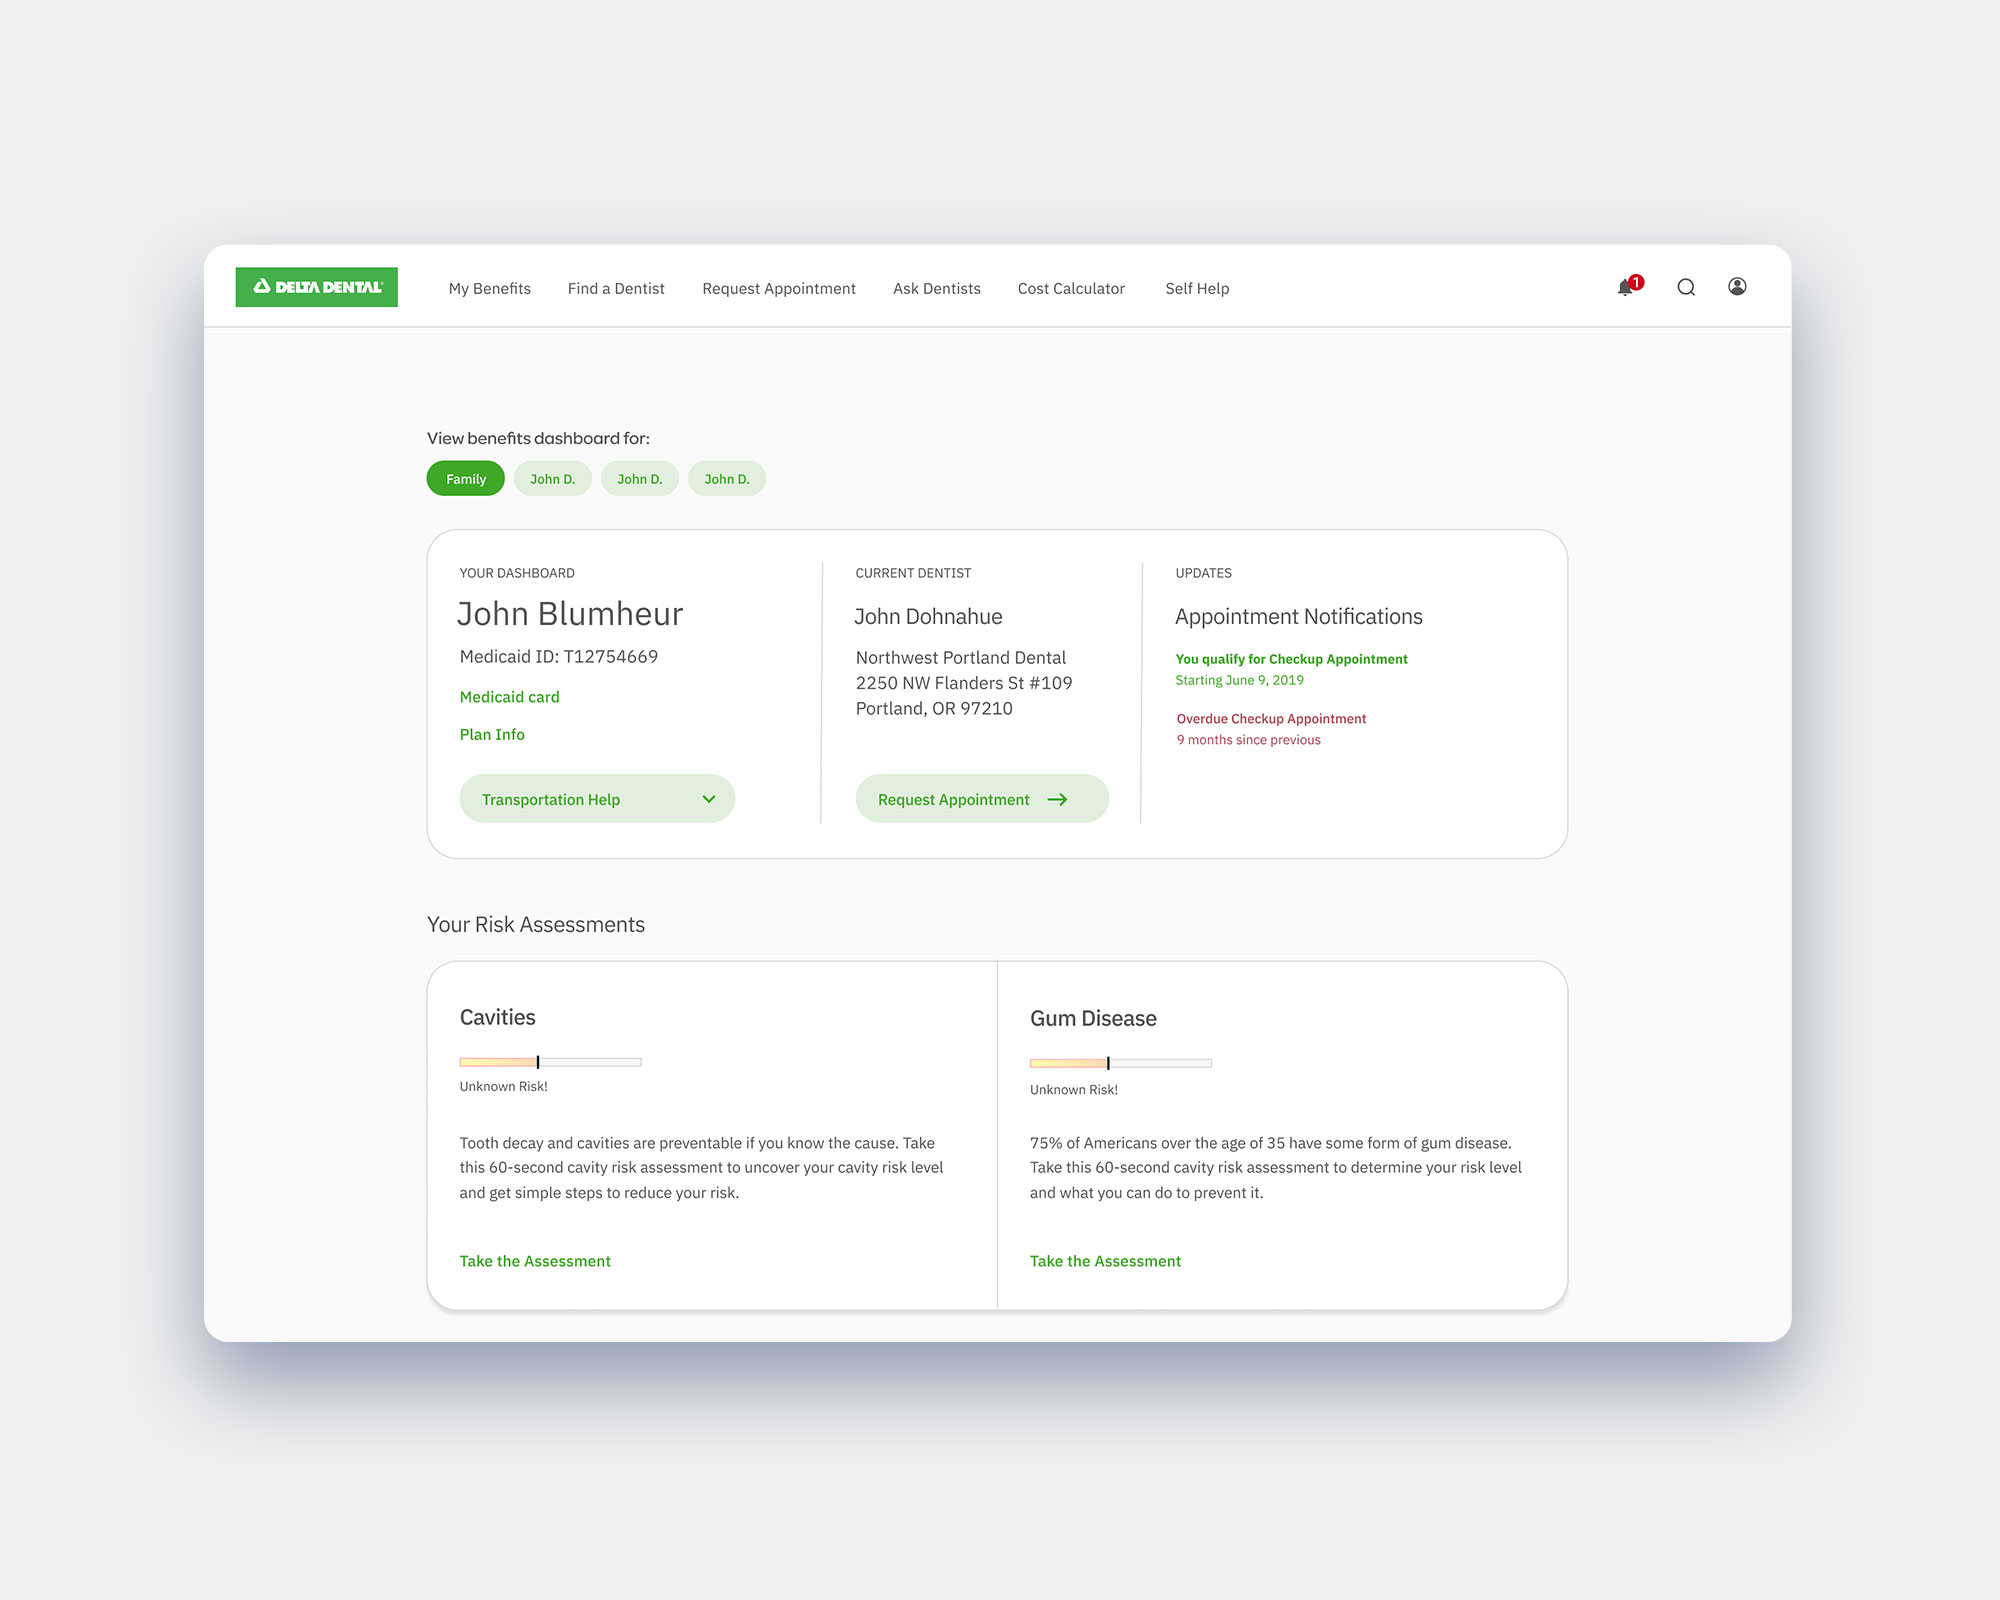 DELTA DENTAL
My Benefits
Find a Dentist
Request Appointment
Ask Dentists
Cost Calculator
Self Help
1
View benefits dashboard for:
Family
John D.
John D.
John D.
YOUR DASHBOARD
John Blumheur
Medicaid ID: T12754669
Medicaid card
Plan Info
Transportation Help
CURRENT DENTIST
John Dohnahue
Northwest Portland Dental
2250 NW Flanders St #109
Portland, OR 97210
Request Appointment
UPDATES
Appointment Notifications
You qualify for Checkup Appointment
Starting June 9, 2019
Overdue Checkup Appointment
9 months since previous
Your Risk Assessments
Cavities
Unknown Risk!
Tooth decay and cavities are preventable if you know the cause. Take
this 60-second cavity risk assessment to uncover your cavity risk level
and get simple steps to reduce your risk.
Take the Assessment
Gum Disease
Unknown Risk!
75% of Americans over the age of 35 have some form of gum disease.
Take this 60-second cavity risk assessment to determine your risk level
and what you can do to prevent it.
Take the Assessment